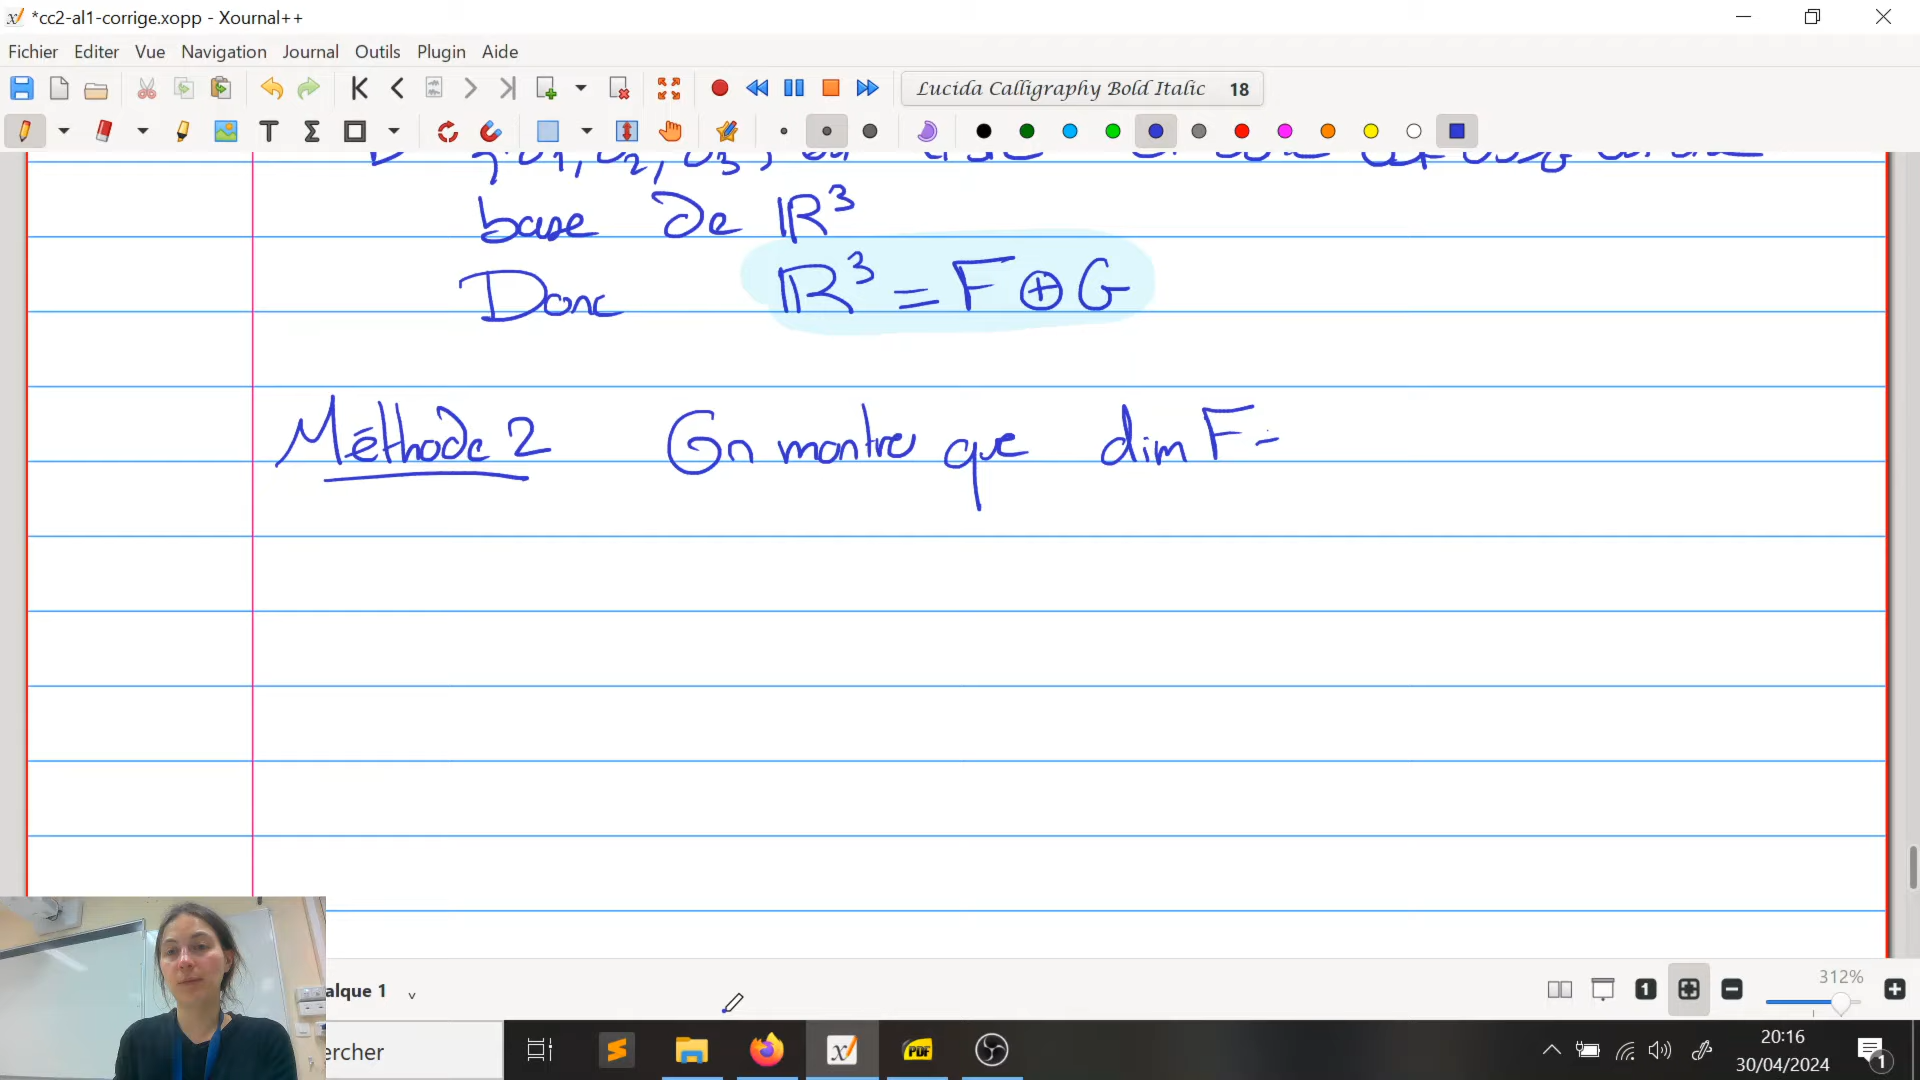 *cc2-al1-corrige.xopp - Xournal++
Fichier Editer Vue Navigation Journal Outils Plugin Aide
Lucida Calligraphy Bold Italic 18
base de ℝ³
Donc ℝ³ = F ⊕ G
Méthode 2 On montre que dim F =
312%
alque 1
ercher
20:16
30/04/2024
1